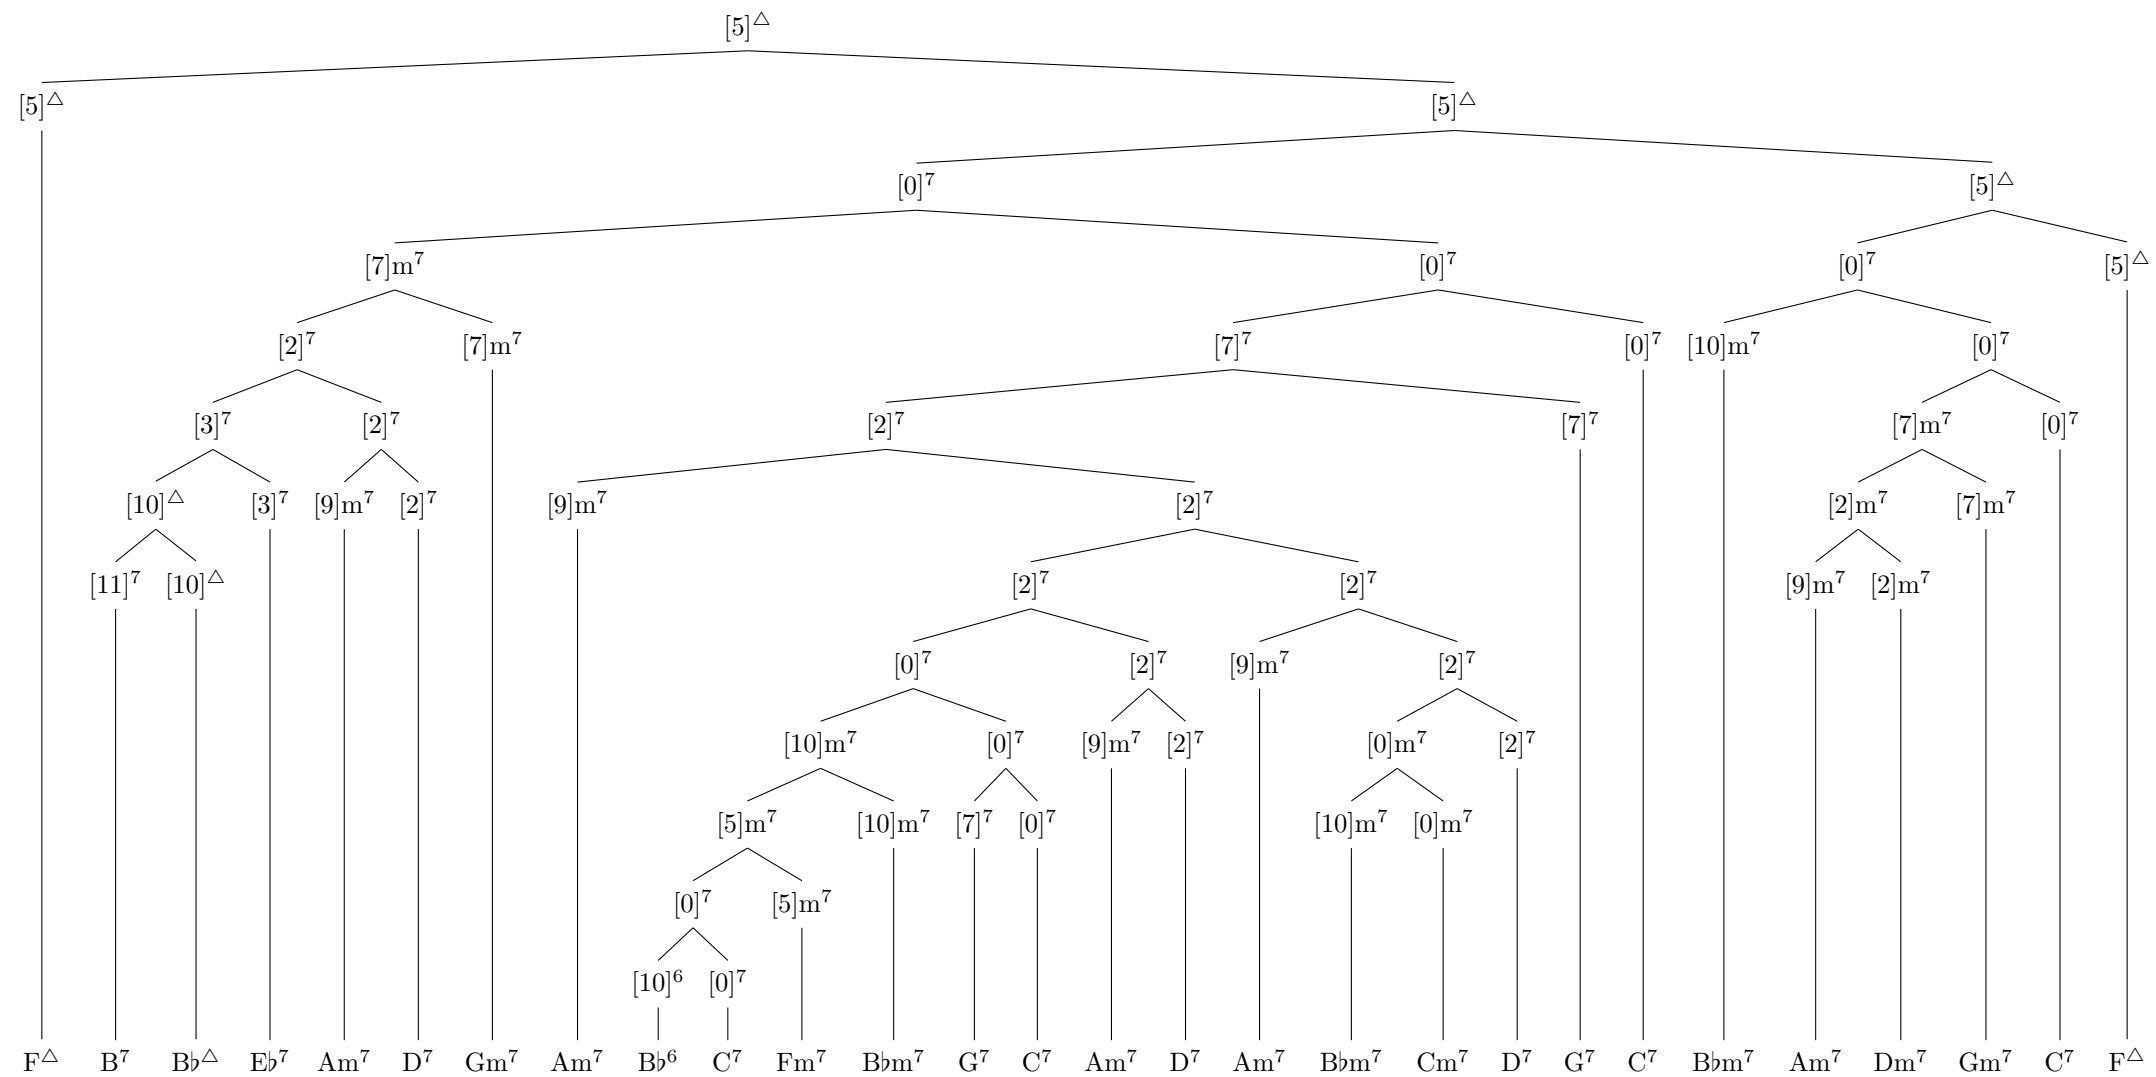 [5]△
[5]△ [5]△
[0]⁷ [5]△
[7]m⁷ [0]⁷ [0]⁷ [5]△
[2]⁷ [7]m⁷ [7]⁷ [0]⁷ [10]m⁷ [0]⁷
[3]⁷ [2]⁷ [2]⁷ [7]⁷ [7]m⁷ [0]⁷
[10]△ [3]⁷ [9]m⁷ [2]⁷ [9]m⁷ [2]⁷ [2]m⁷ [7]m⁷
[11]⁷ [10]△ [2]⁷ [2]⁷ [9]m⁷ [2]m⁷
[0]⁷ [2]⁷ [9]m⁷ [2]⁷
[10]m⁷ [0]⁷ [9]m⁷ [2]⁷ [0]m⁷ [2]⁷
[5]m⁷ [10]m⁷ [7]⁷ [0]⁷ [10]m⁷ [0]m⁷
[0]⁷ [5]m⁷
[10]⁶ [0]⁷
F△ B⁷ B♭△ E♭⁷ Am⁷ D⁷ Gm⁷ Am⁷ B♭⁶ C⁷ Fm⁷ B♭m⁷ G⁷ C⁷ Am⁷ D⁷ Am⁷ B♭m⁷ Cm⁷ D⁷ G⁷ C⁷ B♭m⁷ Am⁷ Dm⁷ Gm⁷ C⁷ F△